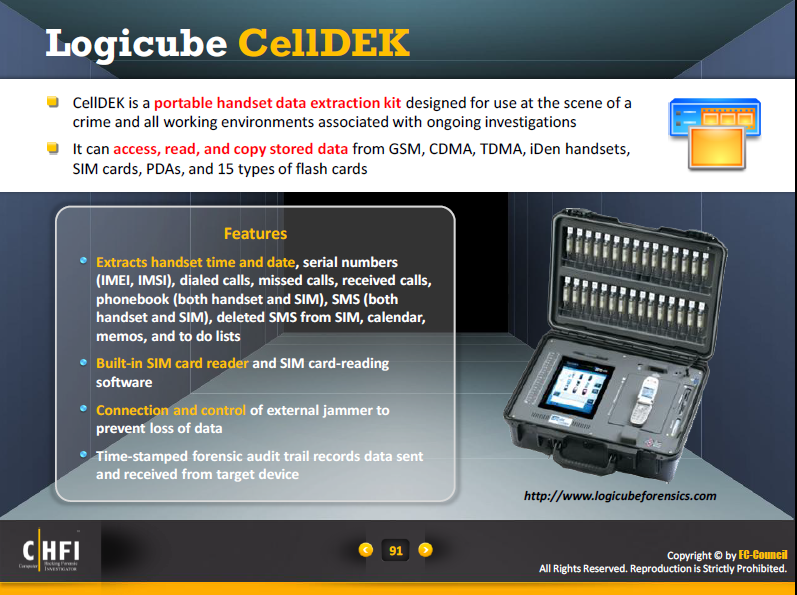 Logicube CellDEK
CellDEK is a portable handset data extraction kit designed for use at the scene of a
crime and all working environments associated with ongoing investigations
It can access, read, and copy stored data from GSM, CDMA, TDMA, iDen handsets,
SIM cards, PDAs, and 15 types of flash cards
Features
Extracts handset time and date, serial numbers
(IMEI, IMSI), dialed calls, missed calls, received calls,
phonebook (both handset and SIM), SMS (both
handset and SIM), deleted SMS from SIM, calendar,
memos, and to do lists
Built-in SIM card reader and SIM card-reading
software
Connection and control of external jammer to
prevent loss of data
Time-stamped forensic audit trail records data sent
and received from target device
http://www.logicubeforensics.com
CHFI
Computer Hacking Forensic
INVESTIGATOR
91
Copyright © by EC-Council
All Rights Reserved. Reproduction is Strictly Prohibited.